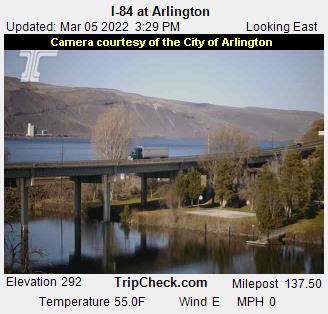 I-84 at Arlington
Updated: Mar 05 2022 3:29 PM Looking East
Camera courtesy of the City of Arlington
Elevation 292 TripCheck.com Milepost 137.50
Temperature 55.0F Wind E MPH 0